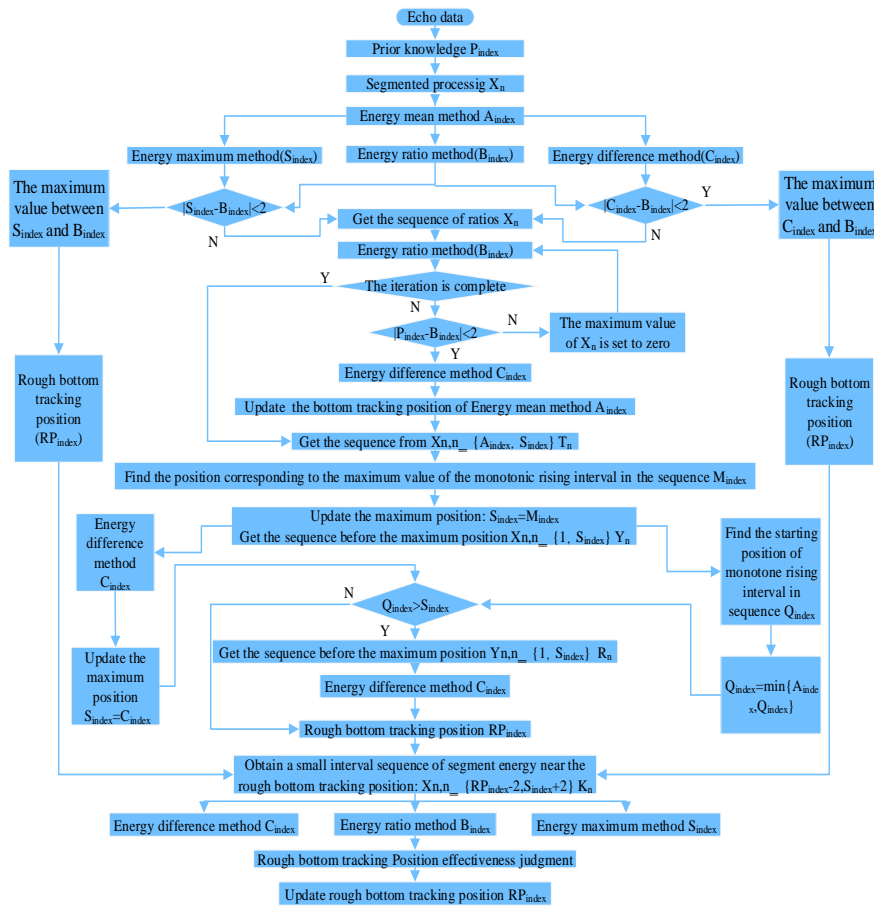 Echo data
Prior knowledge Pindex
Segmented processig Xn
Energy mean method Aindex
Energy maximum method(Sindex)
Energy ratio method(Bindex)
Energy difference method(Cindex)
The maximum
value between
Sindex and Bindex
|Sindex-Bindex|<2
|Cindex-Bindex|<2
Y
The maximum
value between
Cindex and Bindex
N
Get the sequence of ratios Xn
N
Energy ratio method(Bindex)
Y
The iteration is complete
N
|Pindex-Bindex|<2
N
The maximum value
of Xn is set to zero
Y
Energy difference method Cindex
Rough bottom
tracking
position
(RPindex)
Rough bottom
tracking
position
(RPindex)
Update the bottom tracking position of Energy mean method Aindex
Get the sequence from Xn,n_ {Aindex, Sindex} Tn
Find the position corresponding to the maximum value of the monotonic rising interval in the sequence Mindex
Update the maximum position: Sindex=Mindex
Get the sequence before the maximum position Xn,n_ {1, Sindex} Yn
Energy
difference
method
Cindex
Find the
starting
position of
monotone rising
interval in
sequence Qindex
N
Qindex>Sindex
Y
Get the sequence before the maximum position Yn,n_ {1, Sindex} Rn
Update the
maximum
position
Sindex=Cindex
Energy difference method Cindex
Qindex=min{Ainde
x,Qindex}
Rough bottom tracking position RPindex
Obtain a small interval sequence of segment energy near the
rough bottom tracking position: Xn,n_ {RPindex-2,Sindex+2} Kn
Energy difference method Cindex
Energy ratio method Bindex
Energy maximum method Sindex
Rough bottom tracking Position effectiveness judgment
Update rough bottom tracking position RPindex